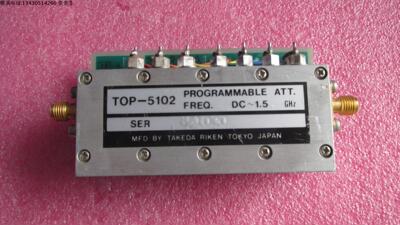 TOP-5102 PROGRAMMABLE ATT.
FREQ. DC~1.5 GHz
SER
MFD BY TAKEDA RIKEN TOKYO JAPAN